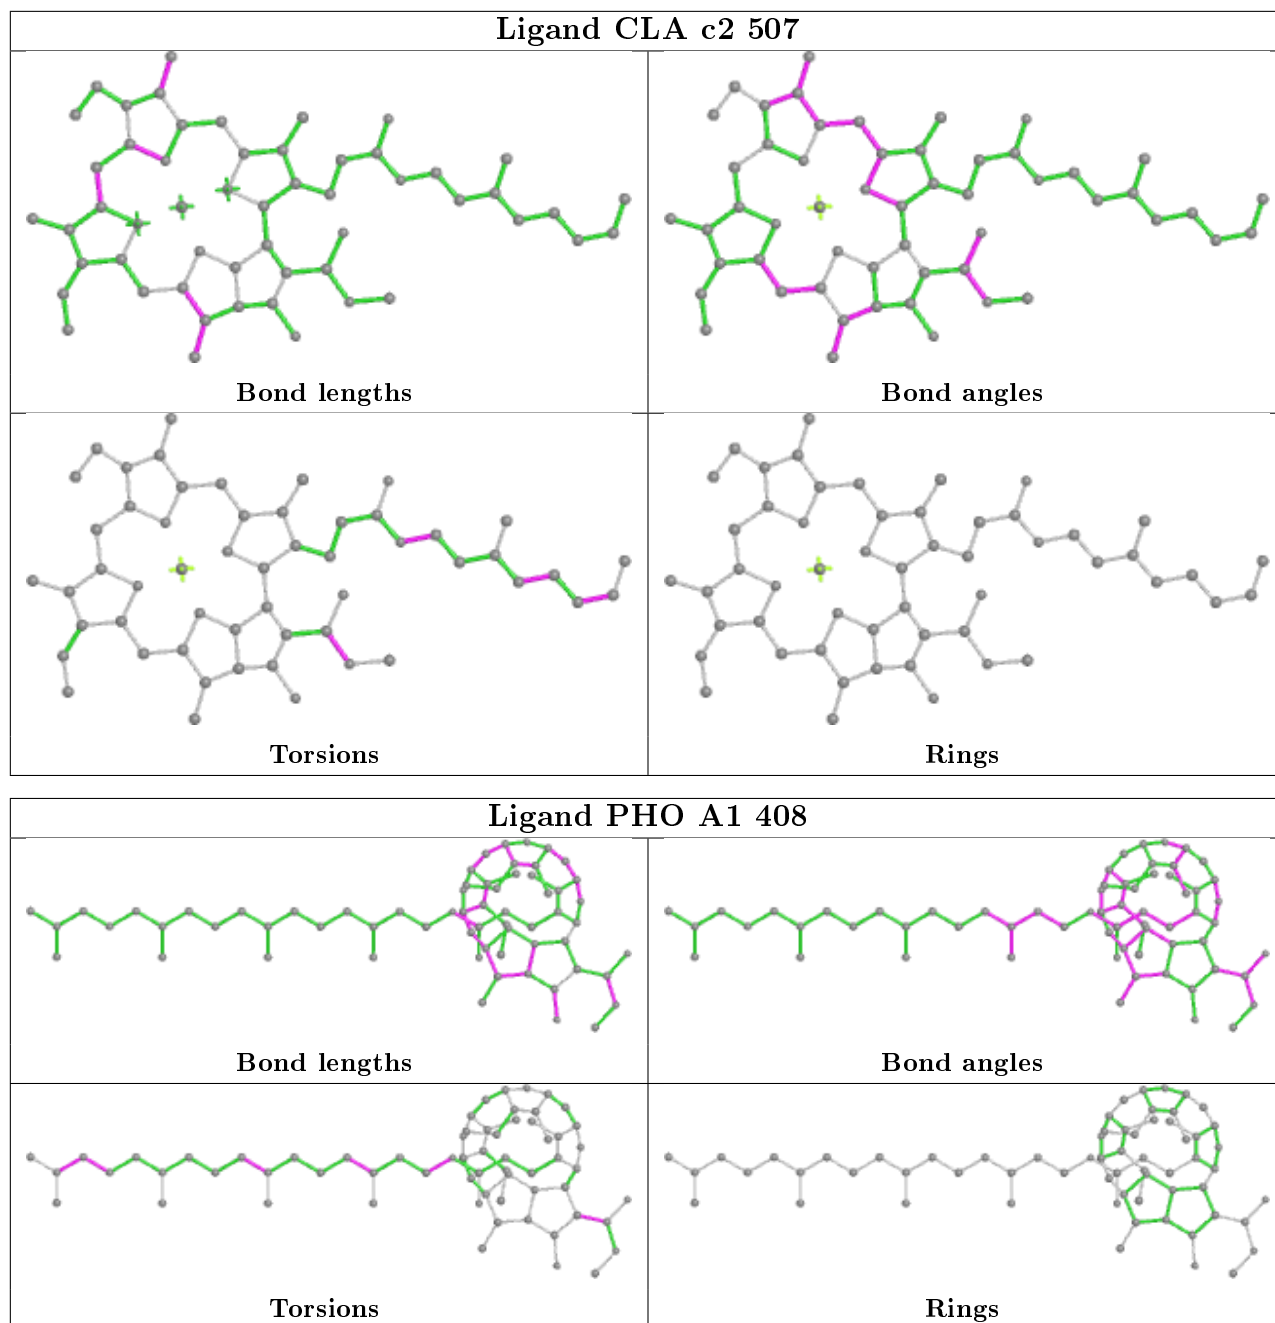 Ligand CLA c2 507
Bond lengths
Bond angles
Torsions
Rings
Ligand PHO A1 408
Bond lengths
Bond angles
Torsions
Rings